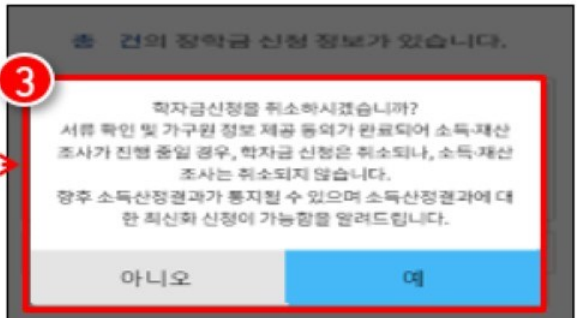 총 건의 장학금 신청 정보가 있습니다.
3
학자금신청을 취소하시겠습니까?
서류 확인 및 가구원 정보 제공 동의가 완료되어 소득·재산
조사가 진행 중일 경우, 학자금 신청은 취소되나, 소득·재산
조사는 취소되지 않습니다.
향후 소득산정결과가 통지될 수 있으며 소득산정결과에 대
한 최신화 신청이 가능함을 알려드립니다.
아니오
예